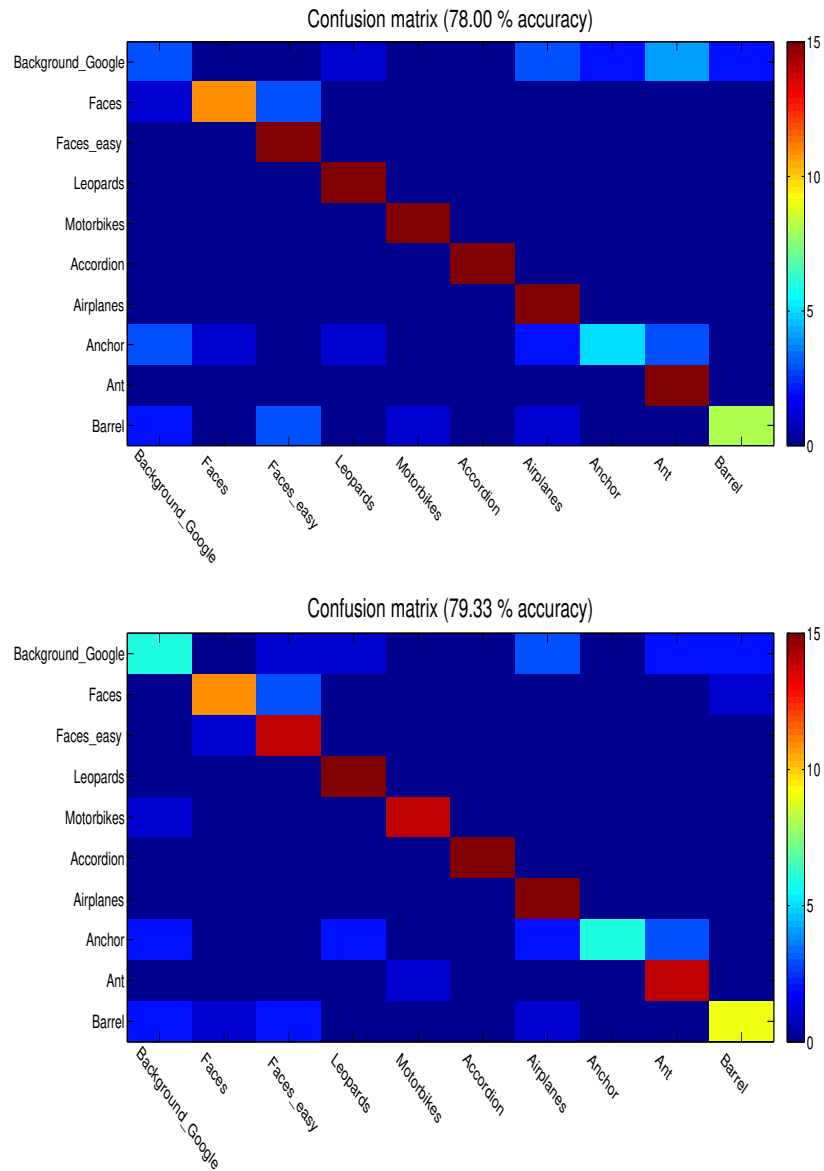 Confusion matrix (78.00 % accuracy)
Background_Google
Faces
Faces_easy
Leopards
Motorbikes
Accordion
Airplanes
Anchor
Ant
Barrel
Background_Google
Faces
Faces_easy
Leopards
Motorbikes
Accordion
Airplanes
Anchor
Ant
Barrel
15
10
5
0
Confusion matrix (79.33 % accuracy)
Background_Google
Faces
Faces_easy
Leopards
Motorbikes
Accordion
Airplanes
Anchor
Ant
Barrel
Background_Google
Faces
Faces_easy
Leopards
Motorbikes
Accordion
Airplanes
Anchor
Ant
Barrel
15
10
5
0